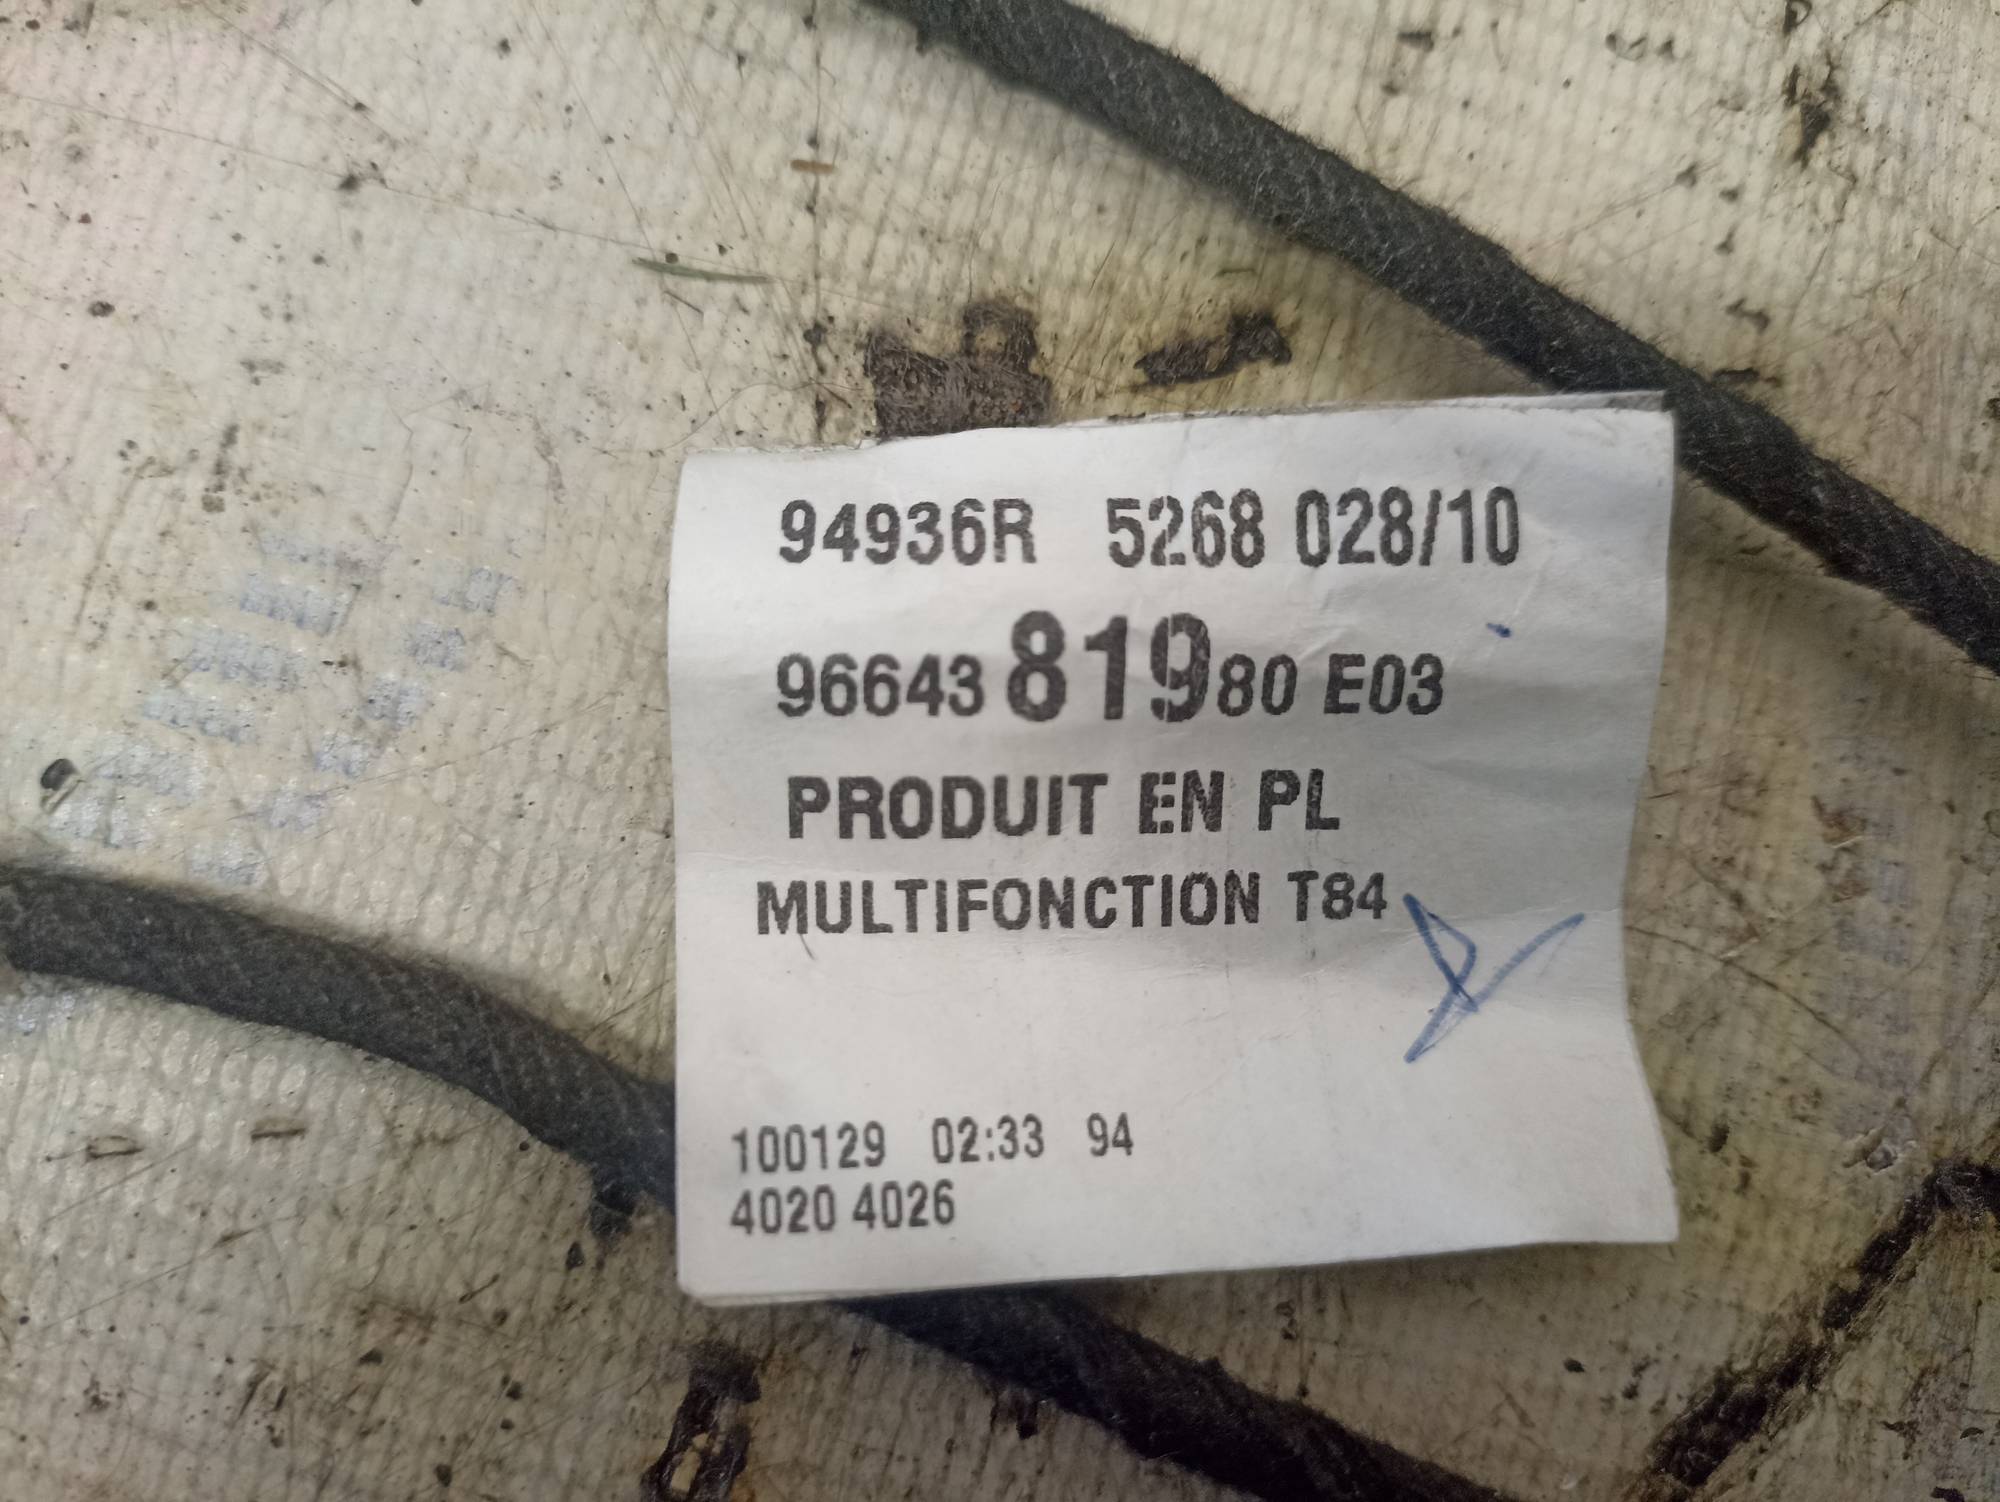 94936R 5268 028/10
96643 819 80 E03
PRODUIT EN PL
MULTIFONCTION T84
100129 02:33 94
4020 4026